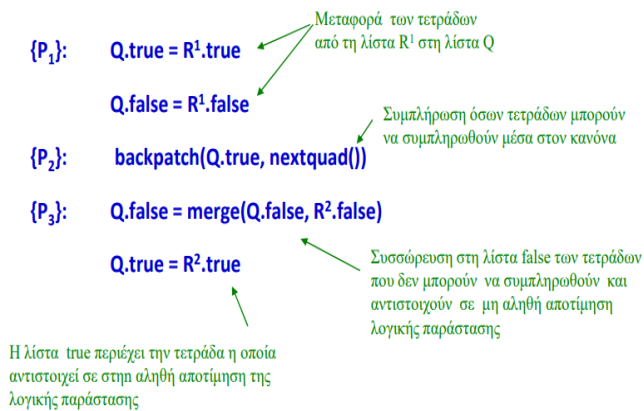 Μεταφορά των τετράδων
από τη λίστα R¹ στη λίστα Q
{P₁}: Q.true = R¹.true
Q.false = R¹.false
Συμπλήρωση όσων τετράδων μπορούν
να συμπληρωθούν μέσα στον κανόνα
{P₂}: backpatch(Q.true, nextquad())
{P₃}: Q.false = merge(Q.false, R².false)
Q.true = R².true
Συσσώρευση στη λίστα false των τετράδων
που δεν μπορούν να συμπληρωθούν και
αντιστοιχούν σε μη αληθή αποτίμηση
λογικής παράστασης
Η λίστα true περιέχει την τετράδα η οποία
αντιστοιχεί σε στηn αληθή αποτίμηση της
λογικής παράστασης